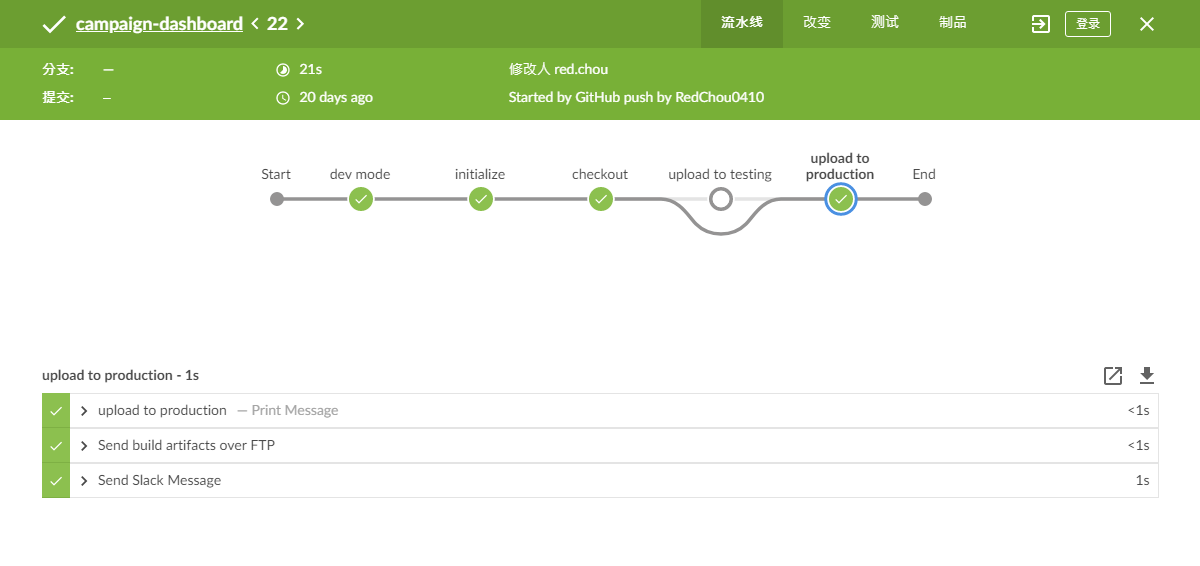 campaign-dashboard < 22 >
流水线 改变 测试 制品 登录
分支: — 21s 修改人 red.chou
提交: – 20 days ago Started by GitHub push by RedChou0410
Start dev mode initialize checkout upload to testing upload to production End
upload to production - 1s
upload to production — Print Message <1s
Send build artifacts over FTP <1s
Send Slack Message 1s